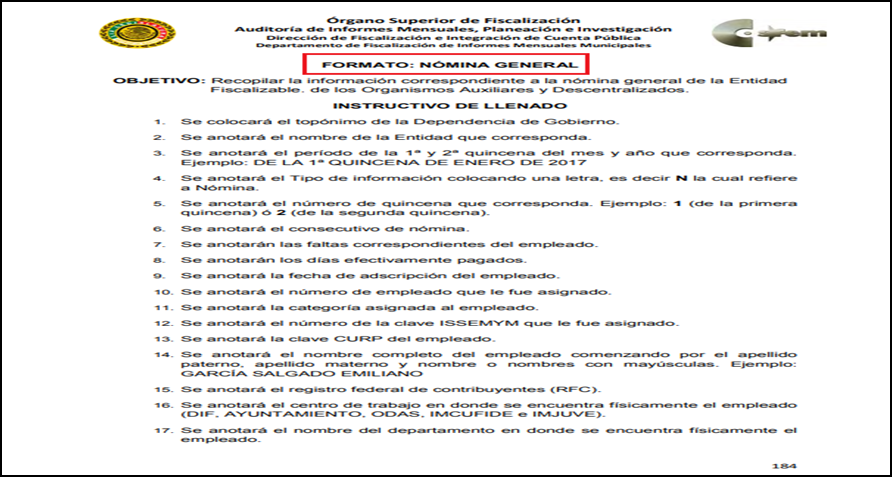 Órgano Superior de Fiscalización
Auditoría de Informes Mensuales, Planeación e Investigación
Dirección de Fiscalización e Integración de Cuenta Pública
Departamento de Fiscalización de Informes Mensuales Municipales
osfem
FORMATO: NÓMINA GENERAL
OBJETIVO: Recopilar la información correspondiente a la nómina general de la Entidad
Fiscalizable. de los Organismos Auxiliares y Descentralizados.
INSTRUCTIVO DE LLENADO
1. Se colocará el topónimo de la Dependencia de Gobierno.
2. Se anotará el nombre de la Entidad que corresponda.
3. Se anotará el período de la 1ª y 2ª quincena del mes y año que corresponda.
Ejemplo: DE LA 1ª QUINCENA DE ENERO DE 2017
4. Se anotará el Tipo de información colocando una letra, es decir N la cual refiere
a Nómina.
5. Se anotará el número de quincena que corresponda. Ejemplo: 1 (de la primera
quincena) ó 2 (de la segunda quincena).
6. Se anotará el consecutivo de nómina.
7. Se anotarán las faltas correspondientes del empleado.
8. Se anotarán los días efectivamente pagados.
9. Se anotará la fecha de adscripción del empleado.
10. Se anotará el número de empleado que le fue asignado.
11. Se anotará la categoría asignada al empleado.
12. Se anotará el número de la clave ISSEMYM que le fue asignado.
13. Se anotará la clave CURP del empleado.
14. Se anotará el nombre completo del empleado comenzando por el apellido
paterno, apellido materno y nombre o nombres con mayúsculas. Ejemplo:
GARCÍA SALGADO EMILIANO
15. Se anotará el registro federal de contribuyentes (RFC).
16. Se anotará el centro de trabajo en donde se encuentra físicamente el empleado
(DIF, AYUNTAMIENTO, ODAS, IMCUFIDE e IMJUVE).
17. Se anotará el nombre del departamento en donde se encuentra físicamente el
empleado.
184